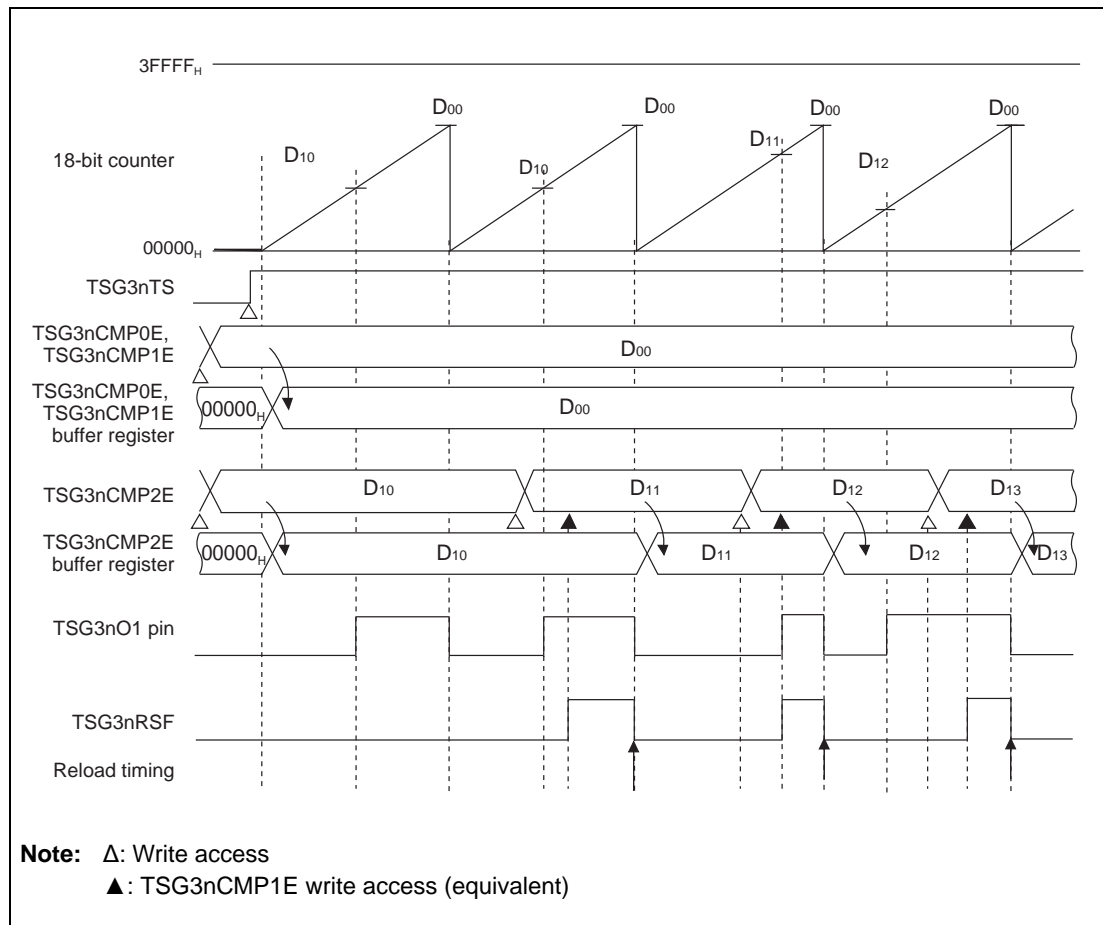 3FFFFH
D00 D00 D00 D00
D11
18-bit counter
D10 D10 D12
00000H
TSG3nTS
TSG3nCMP0E,
TSG3nCMP1E
D00
TSG3nCMP0E,
TSG3nCMP1E
buffer register
00000H D00
TSG3nCMP2E
D10 D11 D12 D13
TSG3nCMP2E
buffer register
00000H D10 D11 D12 D13
TSG3nO1 pin
TSG3nRSF
Reload timing
Note: Δ: Write access
▲: TSG3nCMP1E write access (equivalent)